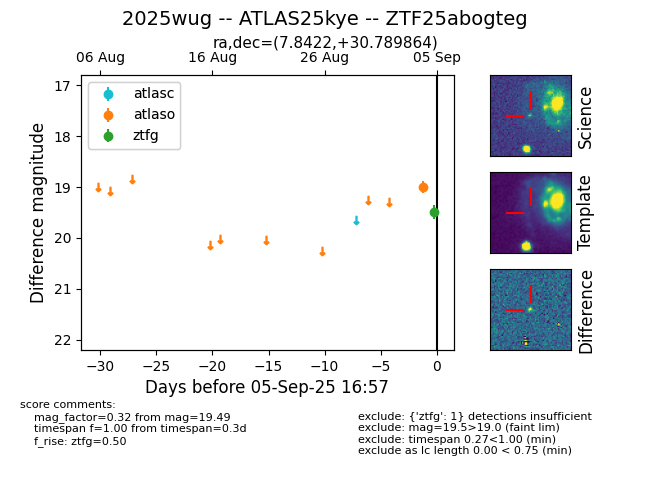 2025wug -- ATLAS25kye -- ZTF25abogteg
ra,dec=(7.8422,+30.789864)
06 Aug
16 Aug
26 Aug
05 Sep
17
18
19
20
21
22
Difference magnitude
atlasc
atlaso
ztfg
−30
−25
−20
−15
−10
−5
0
Days before 05-Sep-25 16:57
Science
Template
Difference
score comments:
mag_factor=0.32 from mag=19.49
timespan f=1.00 from timespan=0.3d
f_rise: ztfg=0.50
exclude: {'ztfg': 1} detections insufficient
exclude: mag=19.5>19.0 (faint lim)
exclude: timespan 0.27<1.00 (min)
exclude as lc length 0.00 < 0.75 (min)